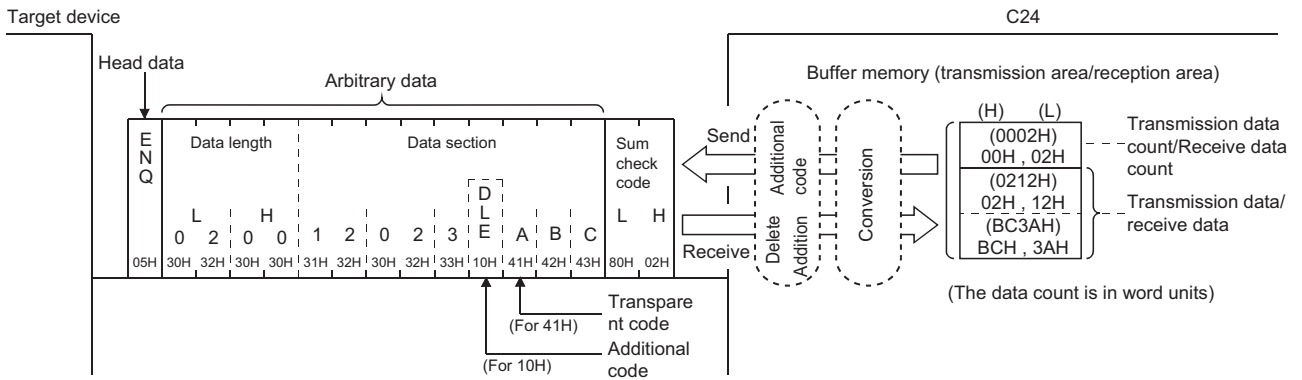 Target device
C24
Head data
Arbitrary data
Buffer memory (transmission area/reception area)
ENQ
Data length
Data section
Sum
check
code
Send
Receive
Additional
code
Delete
Addition
Conversion
(H) (L)
(0002H)
00H , 02H
(0212H)
02H , 12H
(BC3AH)
BCH , 3AH
Transmission data
count/Receive data
count
Transmission data/
receive data
DLE
L H
L H
0 2 0 0 1 2 0 2 3 A B C
05H 30H 32H 30H 30H 31H 32H 30H 32H 33H 10H 41H 42H 43H 80H 02H
(The data count is in word units)
(For 41H)
Transpare
nt code
(For 10H)
Additional
code